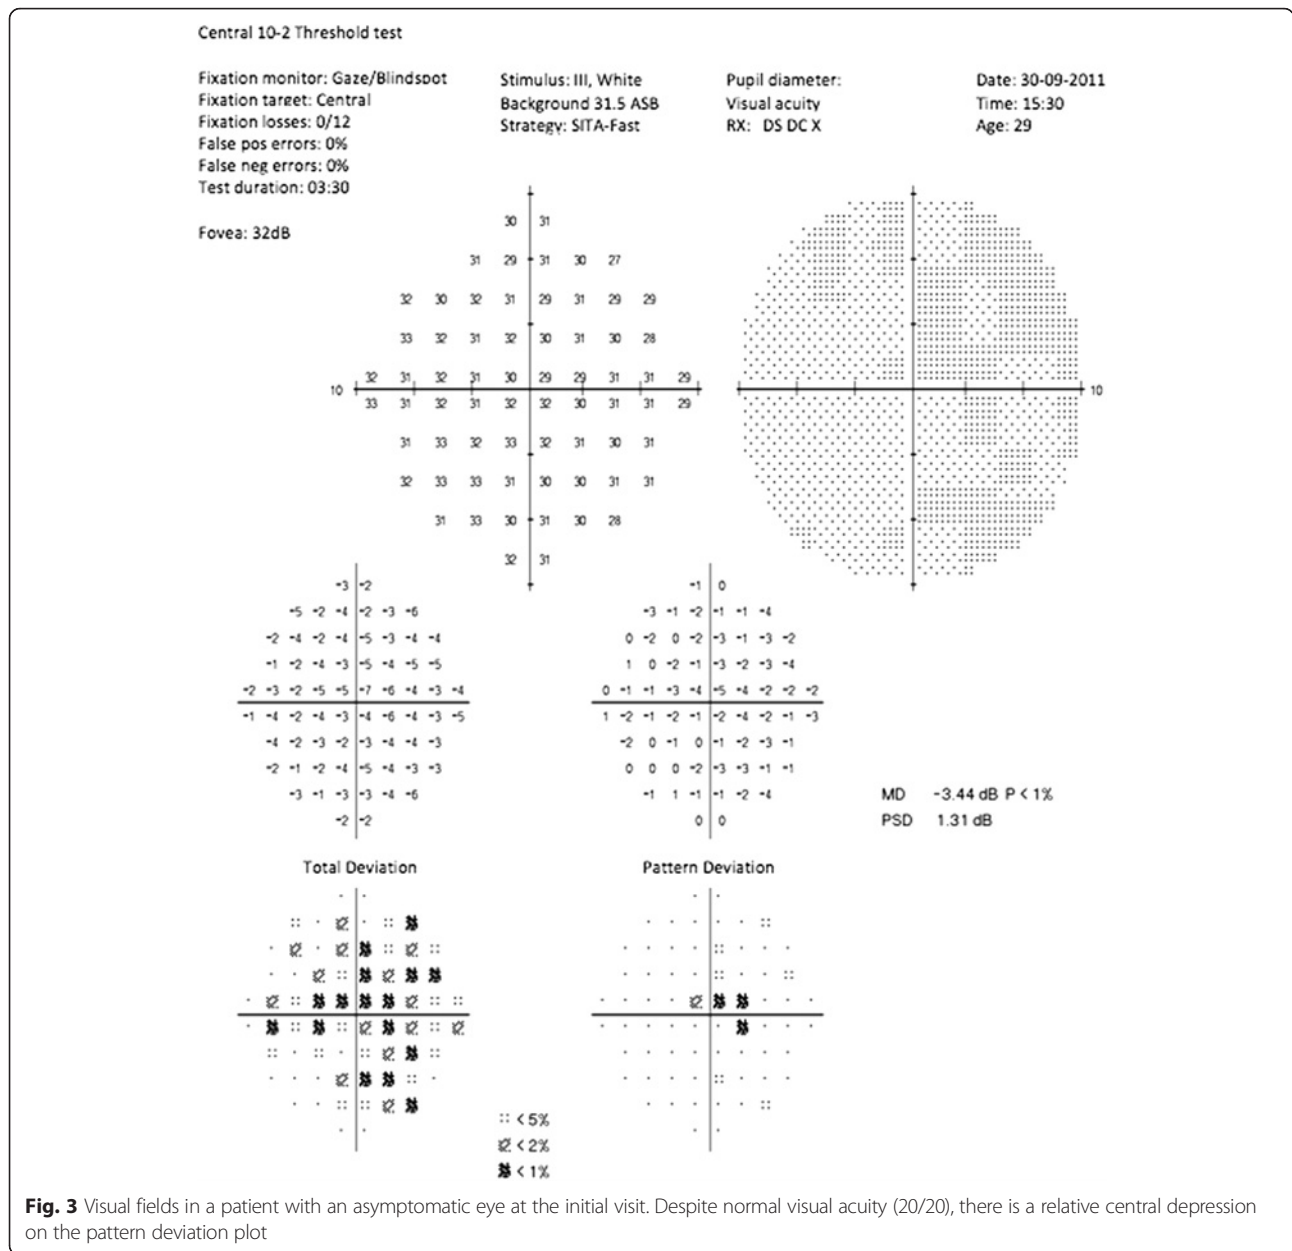 Central 10-2 Threshold test
Fixation monitor: Gaze/Blindspot
Fixation target: Central
Fixation losses: 0/12
False pos errors: 0%
False neg errors: 0%
Test duration: 03:30
Fovea: 32dB
Stimulus: III, White
Background 31.5 ASB
Strategy: SITA-Fast
Pupil diameter:
Visual acuity
RX: DS DC X
Date: 30-09-2011
Time: 15:30
Age: 29
30 31
31 29 31 30 27
32 30 32 31 29 31 29 29
33 32 31 32 30 31 30 28
10 32 31 32 31 30 29 29 31 31 29
33 31 32 31 32 32 30 31 31 29
31 33 32 33 32 31 30 31
32 33 33 31 30 30 31 31
31 33 30 31 30 28
32 31
10
-3 -2
-5 -2 -4 -2 -3 -6
-2 -4 -2 -4 -5 -3 -4 -4
-1 -2 -4 -3 -5 -4 -5 -5
-2 -3 -2 -5 -5 -7 -6 -4 -3 -4
-1 -4 -2 -4 -3 -4 -6 -4 -3 -5
-4 -2 -3 -2 -3 -4 -4 -3
-2 -1 -2 -4 -5 -4 -3 -3
-3 -1 -3 -3 -4 -6
-2 -2
Total Deviation
-1 0
-3 -1 -2 -1 -1 -4
0 -2 0 -2 -3 -1 -3 -2
1 0 -2 -1 -3 -2 -3 -4
0 -1 -1 -3 -4 -5 -4 -2 -2 -2
1 -2 -1 -2 -1 -2 -4 -2 -1 -3
-2 0 -1 0 -1 -2 -3 -1
0 0 0 -2 -3 -3 -1 -1
-1 1 -1 -1 -2 -4
0 0
Pattern Deviation
MD -3.44 dB P < 1%
PSD 1.31 dB
< 5%
< 2%
< 1%
Fig. 3 Visual fields in a patient with an asymptomatic eye at the initial visit. Despite normal visual acuity (20/20), there is a relative central depression
on the pattern deviation plot